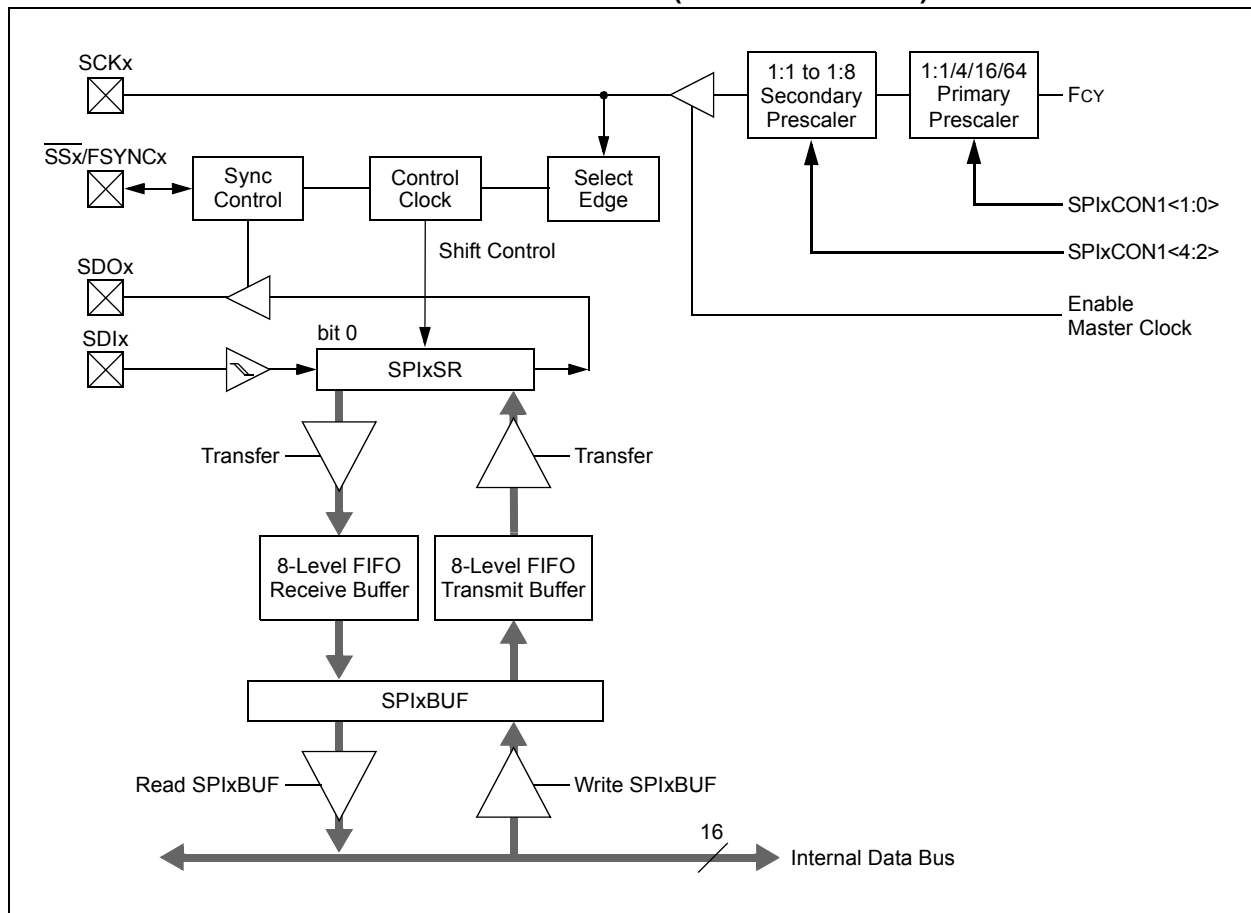 SCKx
1:1 to 1:8
Secondary
Prescaler
1:1/4/16/64
Primary
Prescaler
FCY
SSx/FSYNCx
Sync
Control
Control
Clock
Select
Edge
SPIxCON1<1:0>
Shift Control
SPIxCON1<4:2>
SDOx
Enable
Master Clock
SDIx
bit 0
SPIxSR
Transfer
Transfer
8-Level FIFO
Receive Buffer
8-Level FIFO
Transmit Buffer
SPIxBUF
Read SPIxBUF
Write SPIxBUF
16
Internal Data Bus